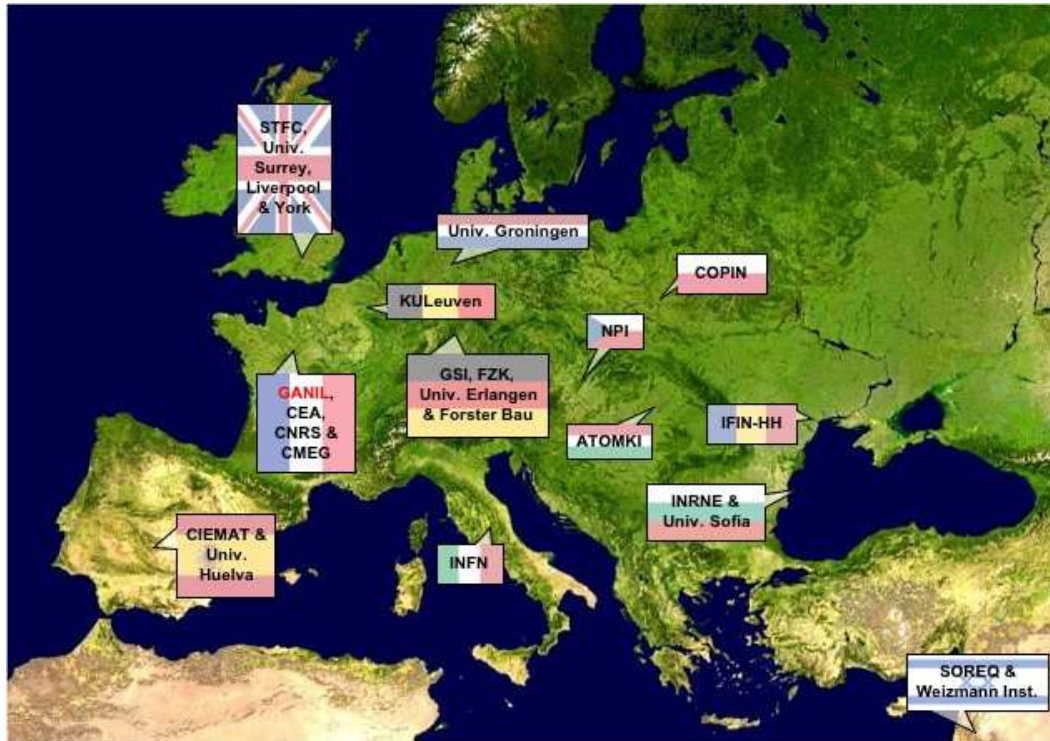 STFC,
Univ.
Surrey,
Liverpool
& York
Univ. Groningen
COPIN
KULeuven
NPI
GANIL,
CEA,
CNRS &
CMEG
GSI, FZK,
Univ. Erlangen
& Forster Bau
ATOMKI
IFIN-HH
INRNE &
Univ. Sofia
CIEMAT &
Univ.
Huelva
INFN
SOREQ &
Weizmann Inst.